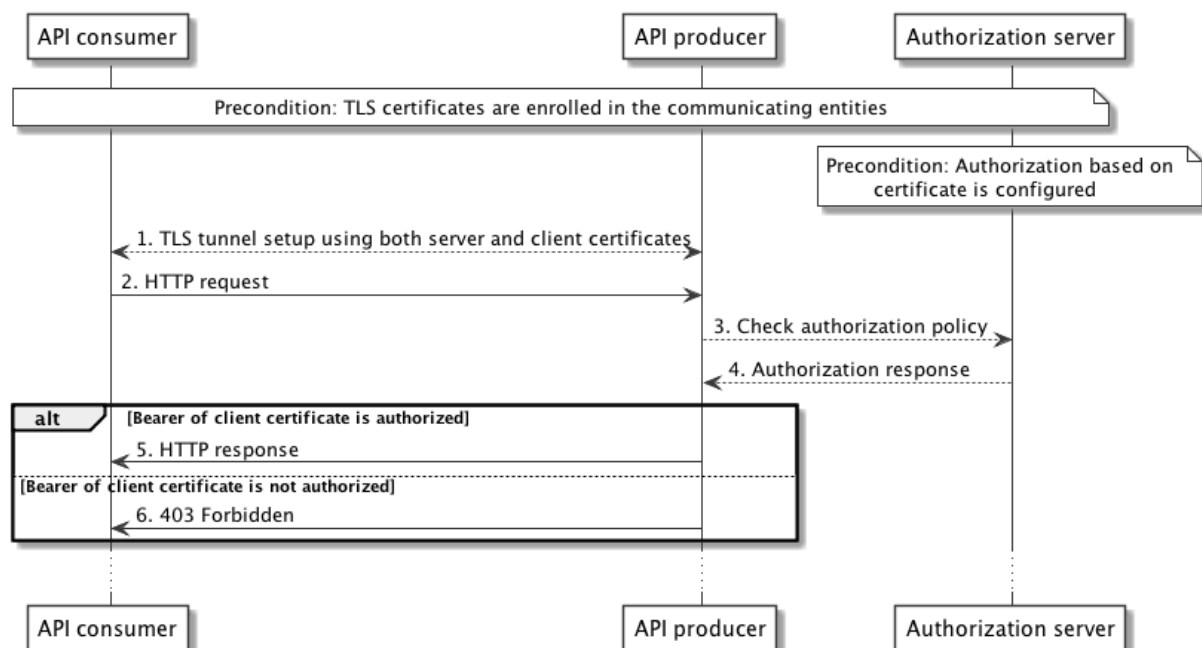 API consumer
API producer
Authorization server
Precondition: TLS certificates are enrolled in the communicating entities
Precondition: Authorization based on
certificate is configured
1. TLS tunnel setup using both server and client certificates
2. HTTP request
3. Check authorization policy
4. Authorization response
alt
[Bearer of client certificate is authorized]
5. HTTP response
[Bearer of client certificate is not authorized]
6. 403 Forbidden
API consumer
API producer
Authorization server